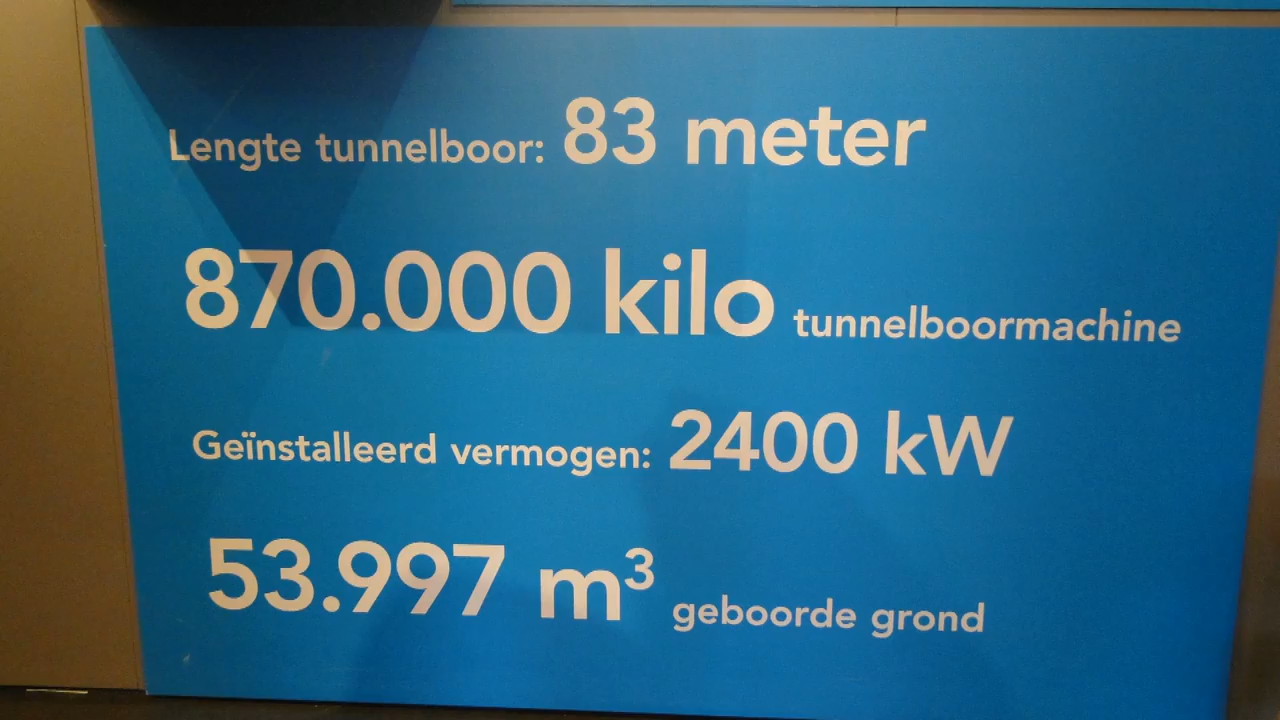 Lengte tunnelboor: 83 meter
870.000 kilo tunnelboormachine
Geïnstalleerd vermogen: 2400 kW
53.997 m³ geboorde grond